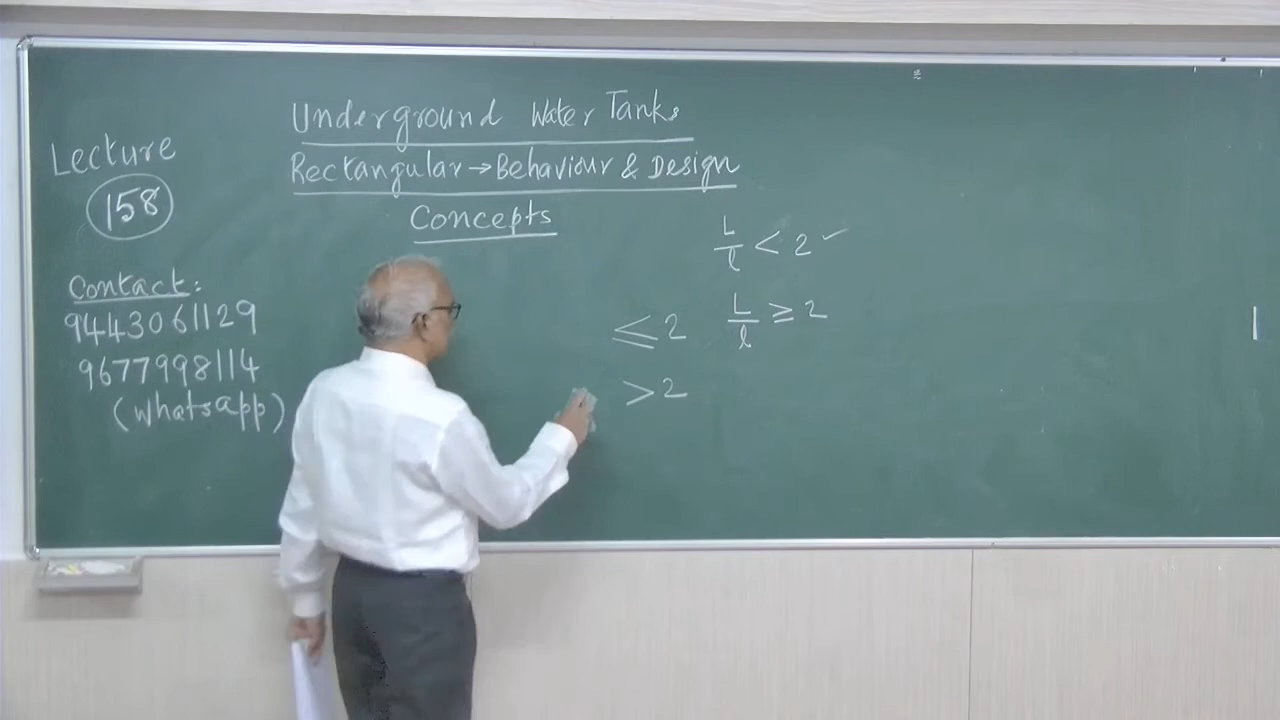 Underground Water Tanks
Rectangular → Behaviour & Design
Concepts
Lecture
158
Contact:
9443061129
9677998114
(whatsapp)
L/l < 2 ✓
L/l ≥ 2
≤ 2
> 2